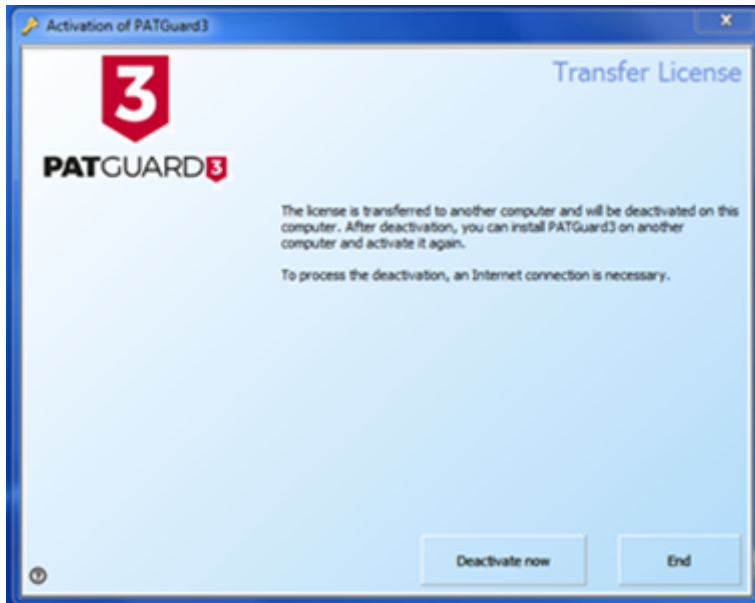 Activation of PATGuard3
3
Transfer License
PATGUARD3
The license is transferred to another computer and will be deactivated on this
computer. After deactivation, you can install PATGuard3 on another
computer and activate it again.
To process the deactivation, an Internet connection is necessary.
Deactivate now
End
?